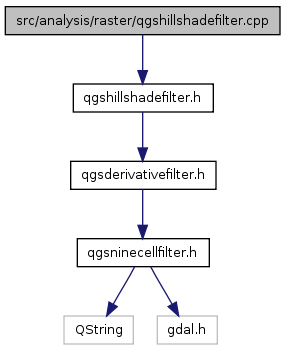 src/analysis/raster/qgshillshadefilter.cpp
qgshillshadefilter.h
qgsderivativefilter.h
qgsninecellfilter.h
QString
gdal.h